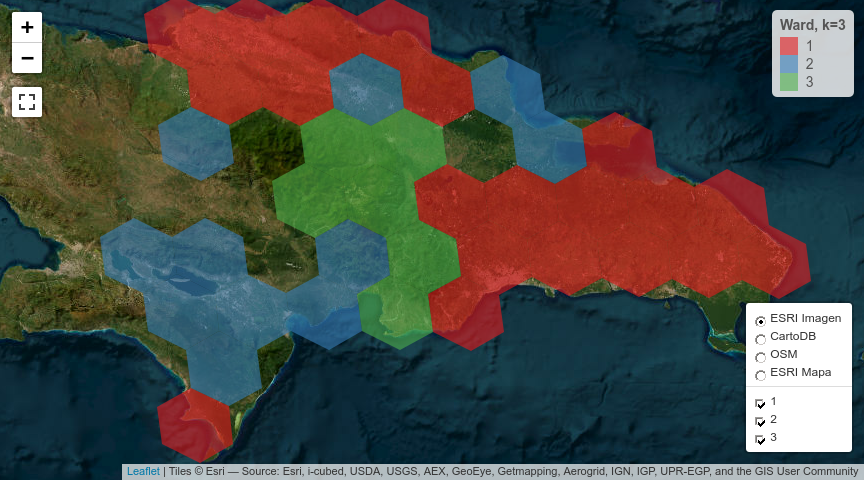 +
−
Ward, k=3
1
2
3
ESRI Imagen
CartoDB
OSM
ESRI Mapa
1
2
3
Leaflet | Tiles © Esri — Source: Esri, i-cubed, USDA, USGS, AEX, GeoEye, Getmapping, Aerogrid, IGN, IGP, UPR-EGP, and the GIS User Community